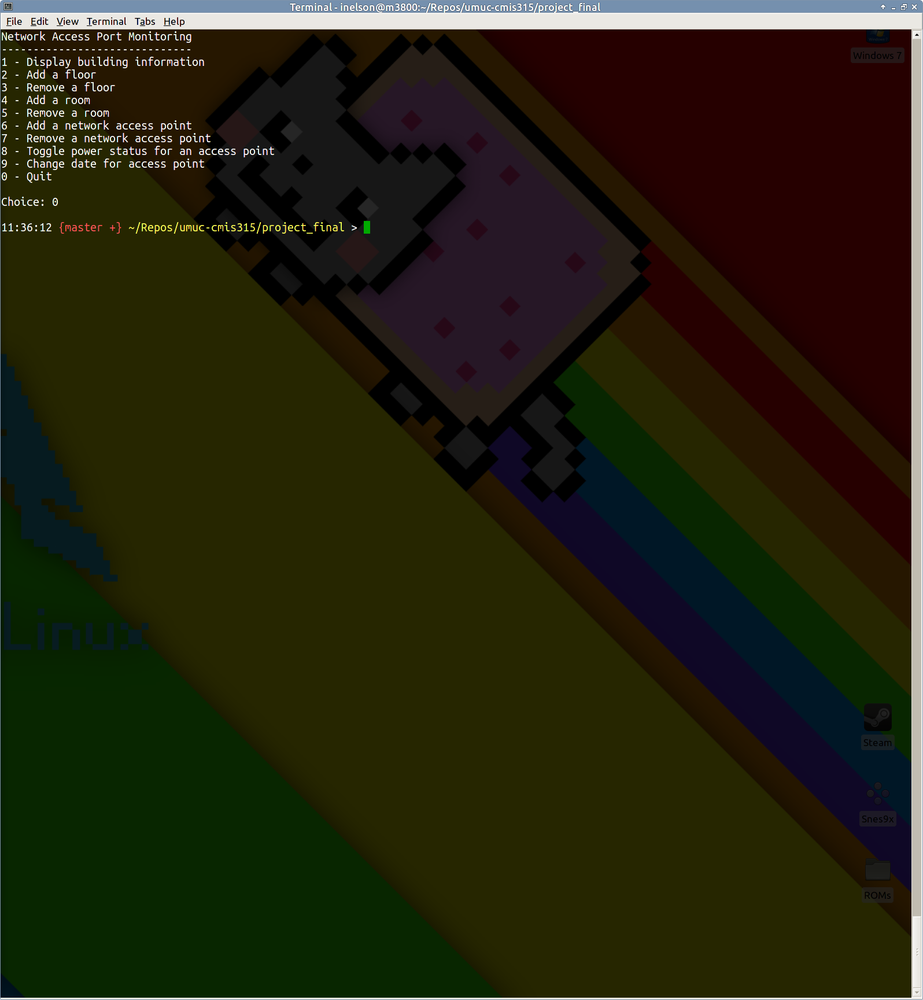 Terminal - inelson@m3800:~/Repos/umuc-cmis315/project_final
File Edit View Terminal Tabs Help
Network Access Port Monitoring
------------------------------
1 - Display building information
2 - Add a floor
3 - Remove a floor
4 - Add a room
5 - Remove a room
6 - Add a network access point
7 - Remove a network access point
8 - Toggle power status for an access point
9 - Change date for access point
0 - Quit
Choice: 0
11:36:12 {master +} ~/Repos/umuc-cmis315/project_final >
Windows 7
Linux
Steam
Snes9x
ROMs